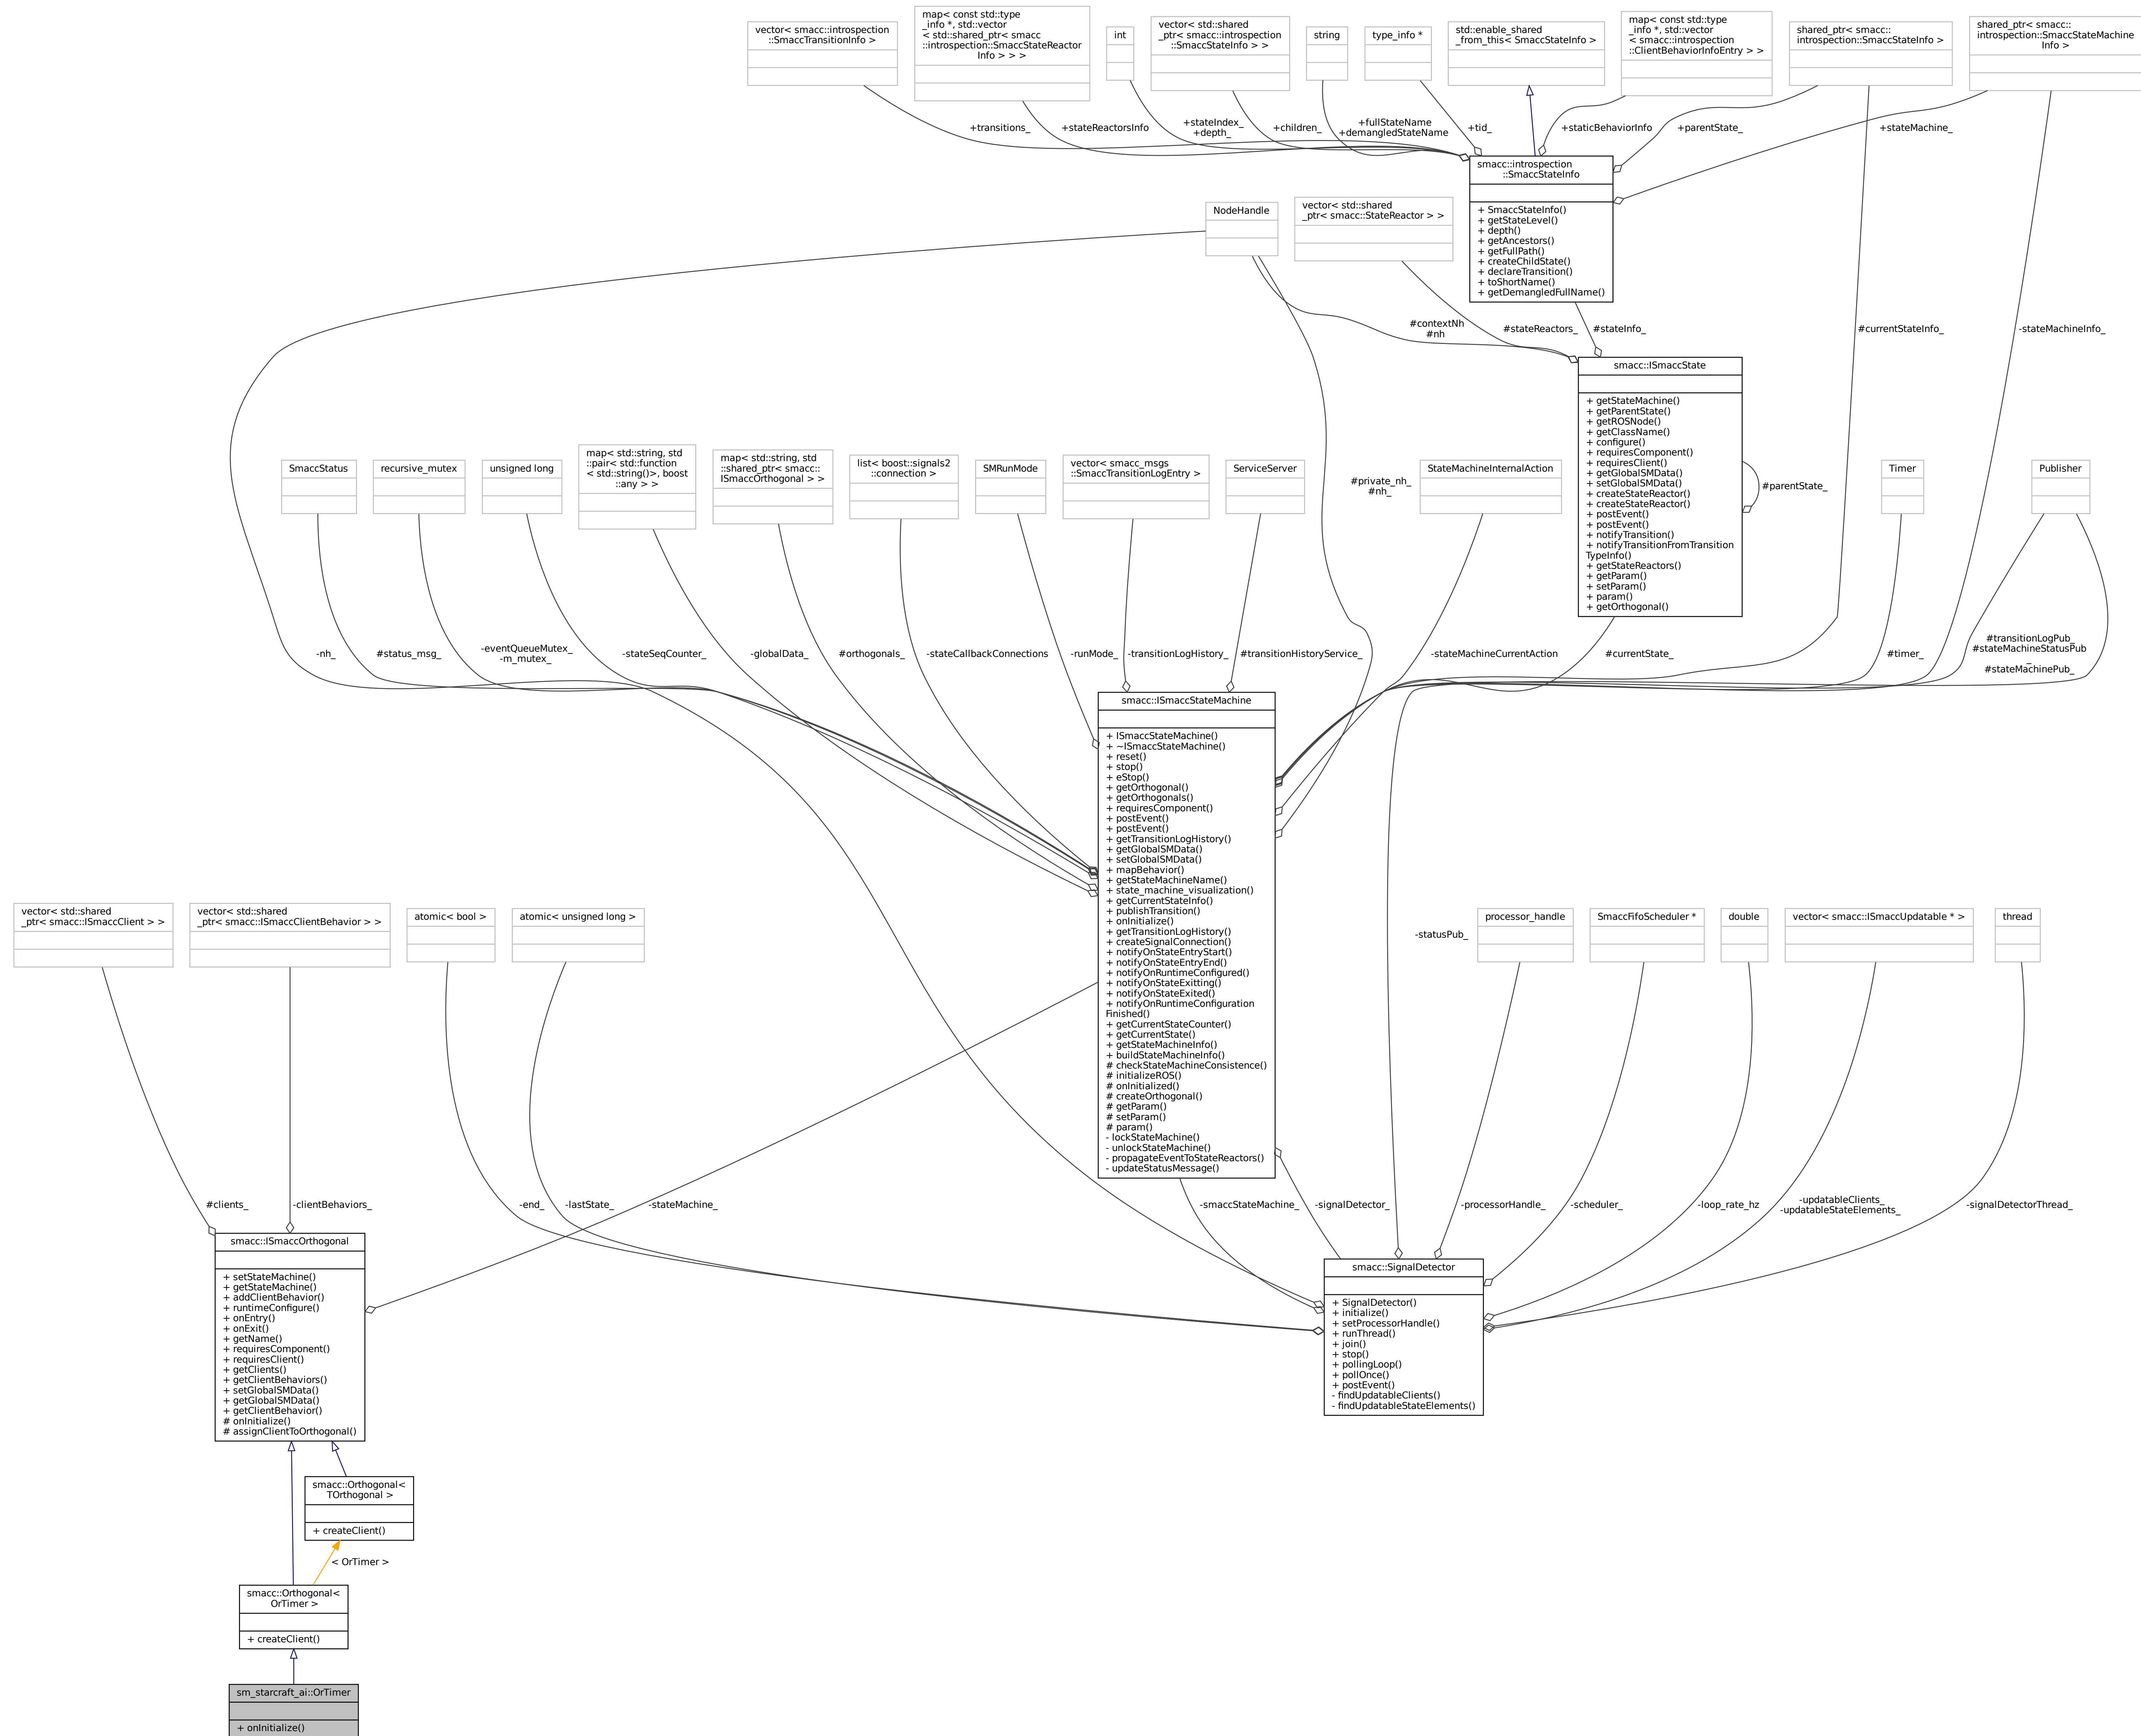 vector< smacc::introspection
::SmaccTransitionInfo >
map< const std::type
_info *, std::vector
< std::shared_ptr< smacc
::introspection::SmaccStateReactor
Info > > >
int
vector< std::shared
_ptr< smacc::introspection
::SmaccStateInfo > >
string
type_info *
std::enable_shared
_from_this< SmaccStateInfo >
map< const std::type
_info *, std::vector
< smacc::introspection
::ClientBehaviorInfoEntry > >
shared_ptr< smacc::
introspection::SmaccStateInfo >
shared_ptr< smacc::
introspection::SmaccStateMachine
Info >
+transitions_
+stateReactorsInfo
+stateIndex_
+depth_
+children_
+fullStateName
+demangledStateName
+tid_
+staticBehaviorInfo
+parentState_
+stateMachine_
smacc::introspection
::SmaccStateInfo
+ SmaccStateInfo()
+ getStateLevel()
+ depth()
+ getAncestors()
+ getFullPath()
+ createChildState()
+ declareTransition()
+ toShortName()
+ getDemangledFullName()
NodeHandle
vector< std::shared
_ptr< smacc::StateReactor > >
#contextNh
#nh
#stateReactors_
#stateInfo_
#currentStateInfo_
-stateMachineInfo_
smacc::ISmaccState
+ getStateMachine()
+ getParentState()
+ getROSNode()
+ getClassName()
+ configure()
+ requiresComponent()
+ requiresClient()
+ getGlobalSMData()
+ setGlobalSMData()
+ createStateReactor()
+ createStateReactor()
+ postEvent()
+ postEvent()
+ notifyTransition()
+ notifyTransitionFromTransition
TypeInfo()
+ getStateReactors()
+ getParam()
+ setParam()
+ param()
+ getOrthogonal()
#parentState_
SmaccStatus
recursive_mutex
unsigned long
map< std::string, std
::pair< std::function
< std::string()>, boost
::any > >
map< std::string, std
::shared_ptr< smacc::
ISmaccOrthogonal > >
list< boost::signals2
::connection >
SMRunMode
vector< smacc_msgs
::SmaccTransitionLogEntry >
ServiceServer
#private_nh_
#nh_
StateMachineInternalAction
Timer
Publisher
-nh_
#status_msg_
-eventQueueMutex_
-m_mutex_
-stateSeqCounter_
-globalData_
#orthogonals_
-stateCallbackConnections
-runMode_
-transitionLogHistory_
#transitionHistoryService_
-stateMachineCurrentAction
#currentState_
#timer_
#transitionLogPub_
#stateMachineStatusPub
_
#stateMachinePub_
smacc::ISmaccStateMachine
+ ISmaccStateMachine()
+ ~ISmaccStateMachine()
+ reset()
+ stop()
+ eStop()
+ getOrthogonal()
+ getOrthogonals()
+ requiresComponent()
+ postEvent()
+ postEvent()
+ getTransitionLogHistory()
+ getGlobalSMData()
+ setGlobalSMData()
+ mapBehavior()
+ getStateMachineName()
+ state_machine_visualization()
+ getCurrentStateInfo()
+ publishTransition()
+ onInitialize()
+ getTransitionLogHistory()
+ createSignalConnection()
+ notifyOnStateEntryStart()
+ notifyOnStateEntryEnd()
+ notifyOnRuntimeConfigured()
+ notifyOnStateExitting()
+ notifyOnStateExited()
+ notifyOnRuntimeConfiguration
Finished()
+ getCurrentStateCounter()
+ getCurrentState()
+ getStateMachineInfo()
+ buildStateMachineInfo()
# checkStateMachineConsistence()
# initializeROS()
# onInitialized()
# createOrthogonal()
# getParam()
# setParam()
# param()
- lockStateMachine()
- unlockStateMachine()
- propagateEventToStateReactors()
- updateStatusMessage()
vector< std::shared
_ptr< smacc::ISmaccClient > >
vector< std::shared
_ptr< smacc::ISmaccClientBehavior > >
atomic< bool >
atomic< unsigned long >
-statusPub_
processor_handle
SmaccFifoScheduler *
double
vector< smacc::ISmaccUpdatable * >
thread
#clients_
-clientBehaviors_
-end_
-lastState_
-stateMachine_
-smaccStateMachine_
-signalDetector_
-processorHandle_
-scheduler_
-loop_rate_hz
-updatableClients_
-updatableStateElements_
-signalDetectorThread_
smacc::ISmaccOrthogonal
+ setStateMachine()
+ getStateMachine()
+ addClientBehavior()
+ runtimeConfigure()
+ onEntry()
+ onExit()
+ getName()
+ requiresComponent()
+ requiresClient()
+ getClients()
+ getClientBehaviors()
+ setGlobalSMData()
+ getGlobalSMData()
+ getClientBehavior()
# onInitialize()
# assignClientToOrthogonal()
smacc::SignalDetector
+ SignalDetector()
+ initialize()
+ setProcessorHandle()
+ runThread()
+ join()
+ stop()
+ pollingLoop()
+ pollOnce()
+ postEvent()
- findUpdatableClients()
- findUpdatableStateElements()
smacc::Orthogonal<
TOrthogonal >
+ createClient()
< OrTimer >
smacc::Orthogonal<
OrTimer >
+ createClient()
sm_starcraft_ai::OrTimer
+ onInitialize()